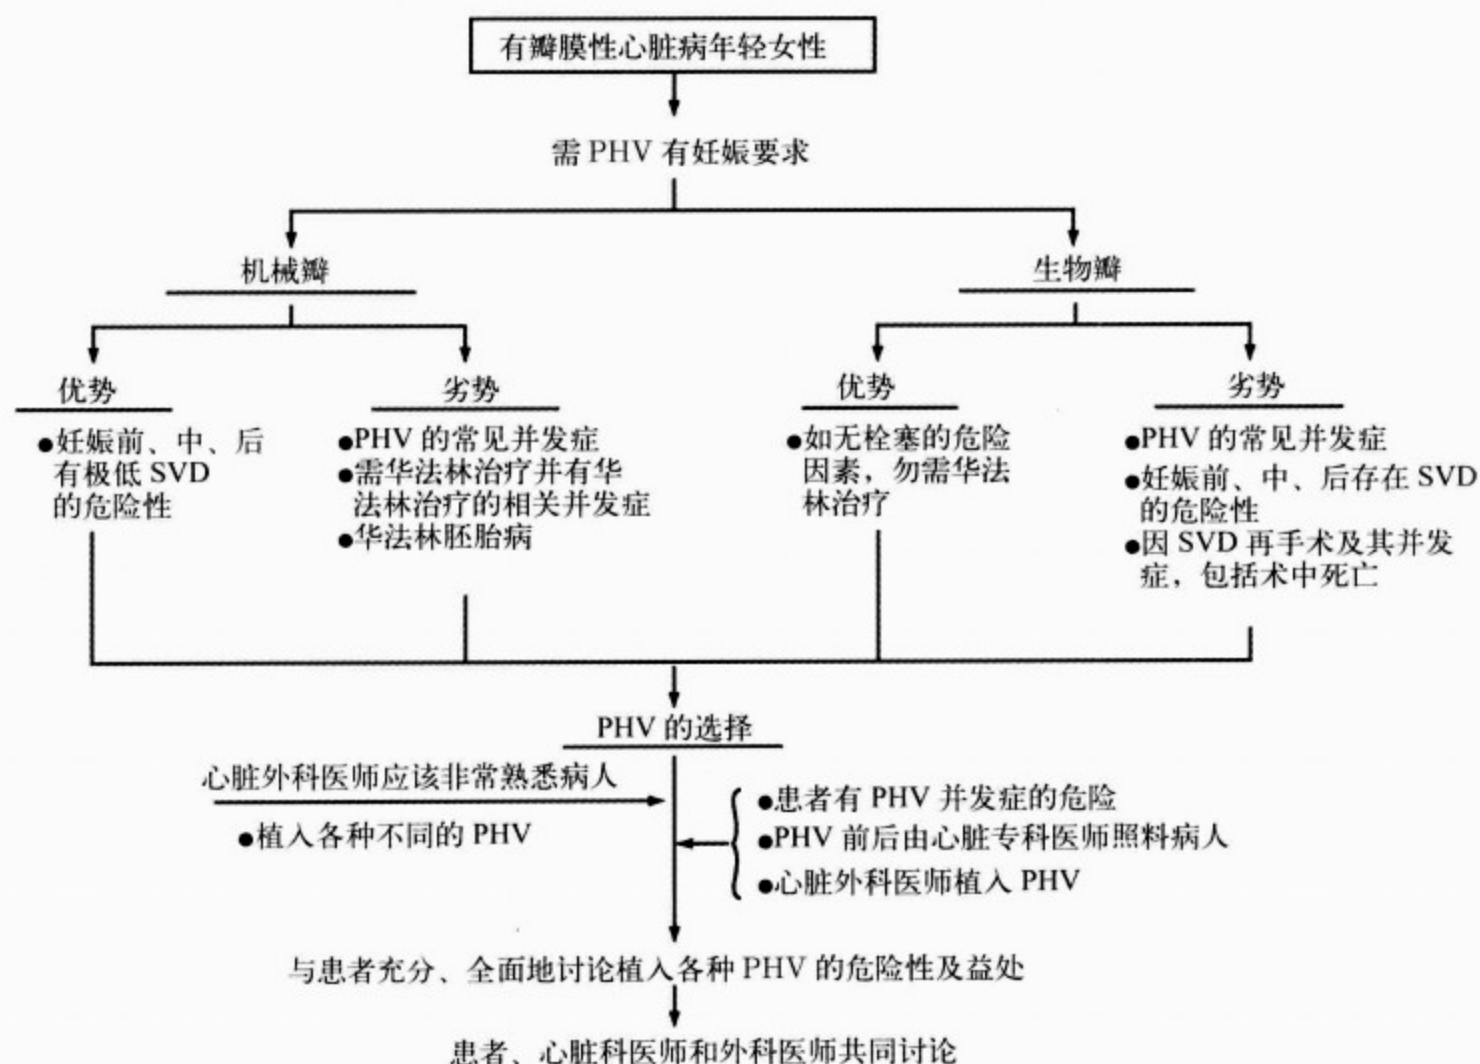 有瓣膜性心脏病年轻女性
需 PHV 有妊娠要求
机械瓣
生物瓣
优势
●妊娠前、中、后
有极低 SVD
的危险性
劣势
●PHV 的常见并发症
●需华法林治疗并有华
法林治疗的相关并发症
●华法林胚胎病
优势
●如无栓塞的危险
因素，勿需华法
林治疗
劣势
●PHV 的常见并发症
●妊娠前、中、后存在 SVD
的危险性
●因 SVD 再手术及其并发
症，包括术中死亡
PHV 的选择
心脏外科医师应该非常熟悉病人
●植入各种不同的 PHV
●患者有 PHV 并发症的危险
●PHV 前后由心脏专科医师照料病人
●心脏外科医师植入 PHV
与患者充分、全面地讨论植入各种 PHV 的危险性及益处
患者、心脏科医师和外科医师共同讨论